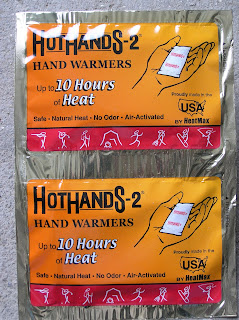 HOTHANDS-2®
HAND WARMERS
Up to 10 Hours
of Heat
Proudly made in the
USA
BY HeatMax
Safe • Natural Heat • No Odor • Air-Activated
HOTHANDS-2®
HAND WARMERS
Up to 10 Hours
of Heat
Proudly made in the
USA
BY HeatMax
Safe • Natural Heat • No Odor • Air-Activated